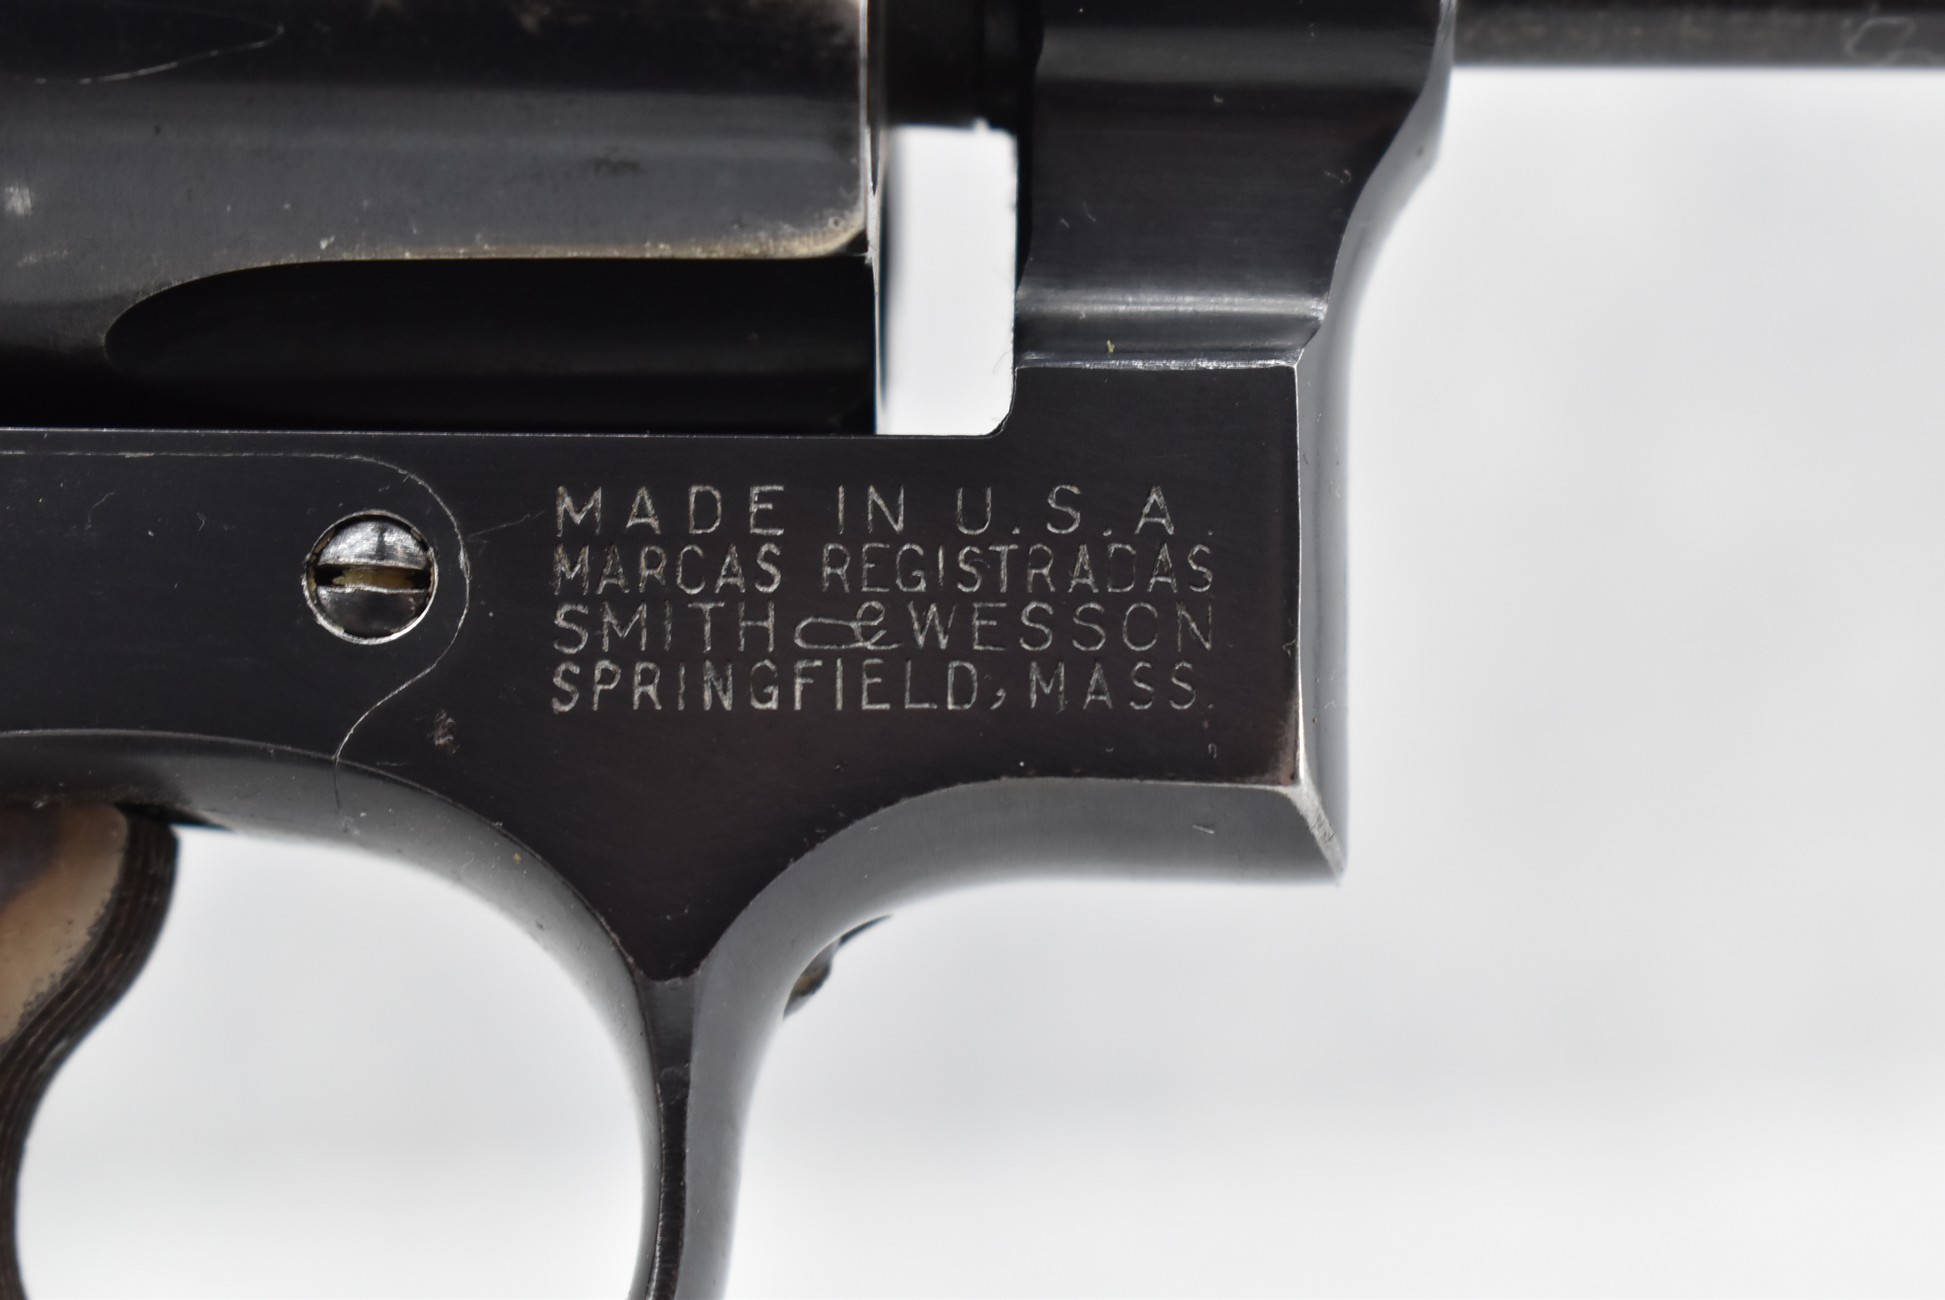 MADE IN U.S.A.
MARCAS REGISTRADAS
SMITH & WESSON
SPRINGFIELD, MASS.